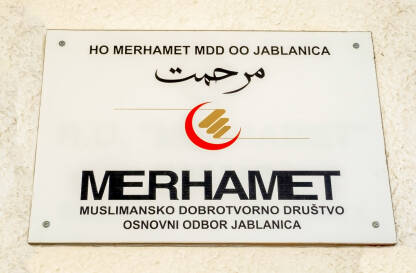 HO MERHAMET MDD OO JABLANICA
مرحمت
MERHAMET
MUSLIMANSKO DOBROTVORNO DRUŠTVO
OSNOVNI ODBOR JABLANICA